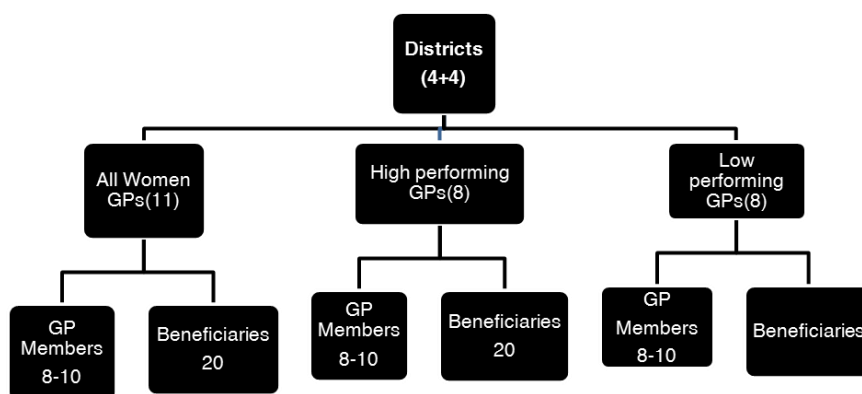 Districts
(4+4)
All Women
GPs(11)
High performing
GPs(8)
Low
performing
GPs(8)
GP
Members
8-10
Beneficiaries
20
GP
Members
8-10
Beneficiaries
20
GP
Members
8-10
Beneficiaries